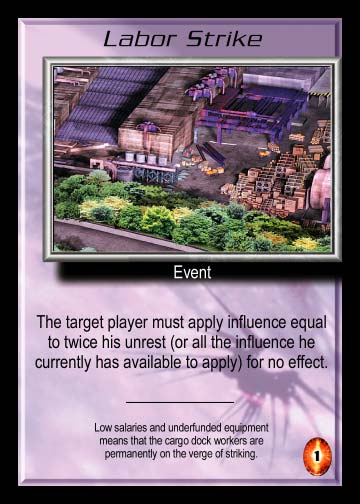 Labor Strike
Event
The target player must apply influence equal
to twice his unrest (or all the influence he
currently has available to apply) for no effect.
Low salaries and underfunded equipment
means that the cargo dock workers are
permanently on the verge of striking.
1